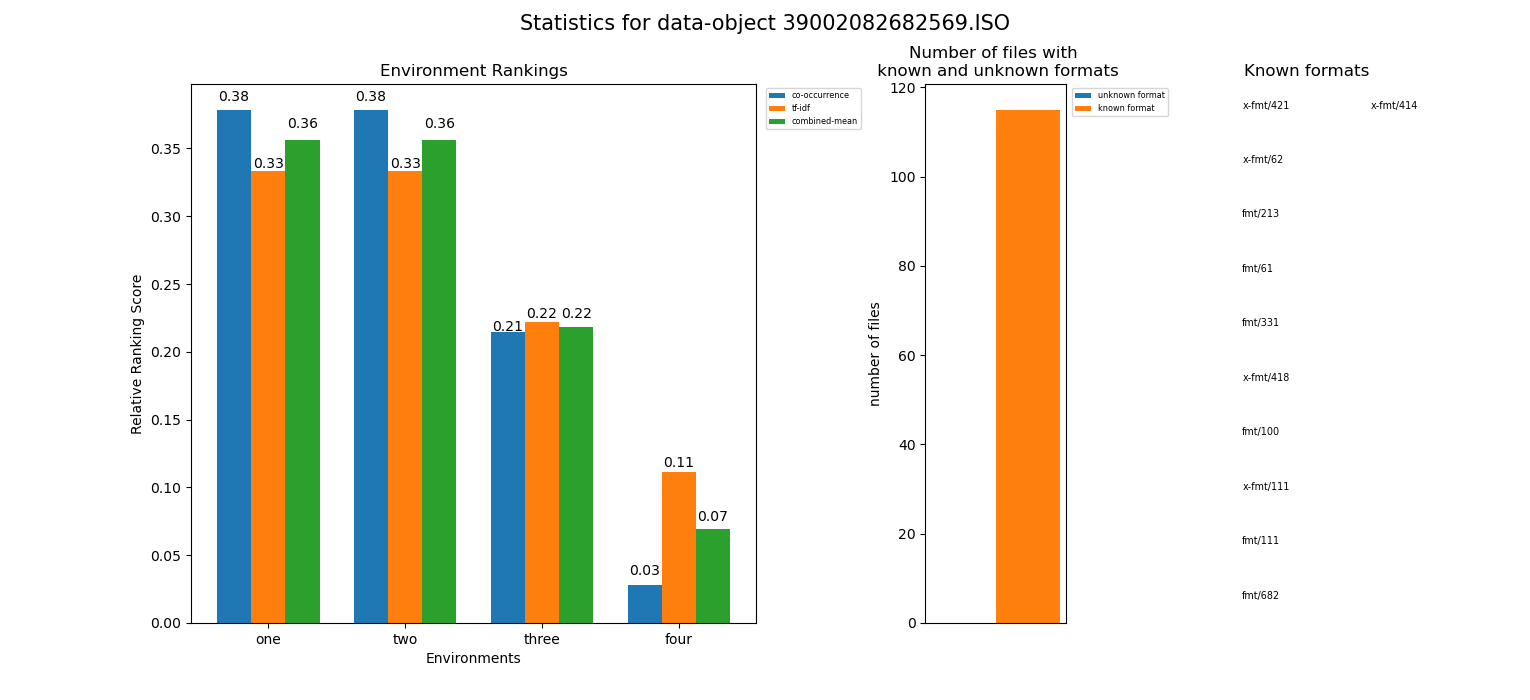 Statistics for data-object 39002082682569.ISO
Environment Rankings
0.38
0.38
0.36
0.36
0.33
0.33
0.21
0.22
0.22
0.11
0.07
0.03
0.35
0.30
0.25
0.20
0.15
0.10
0.05
0.00
Relative Ranking Score
one
two
three
four
Environments
co-occurrence
tf-idf
combined-mean
Number of files with
known and unknown formats
120
100
80
60
40
20
0
number of files
unknown format
known format
Known formats
x-fmt/421
x-fmt/414
x-fmt/62
fmt/213
fmt/61
fmt/331
x-fmt/418
fmt/100
x-fmt/111
fmt/111
fmt/682